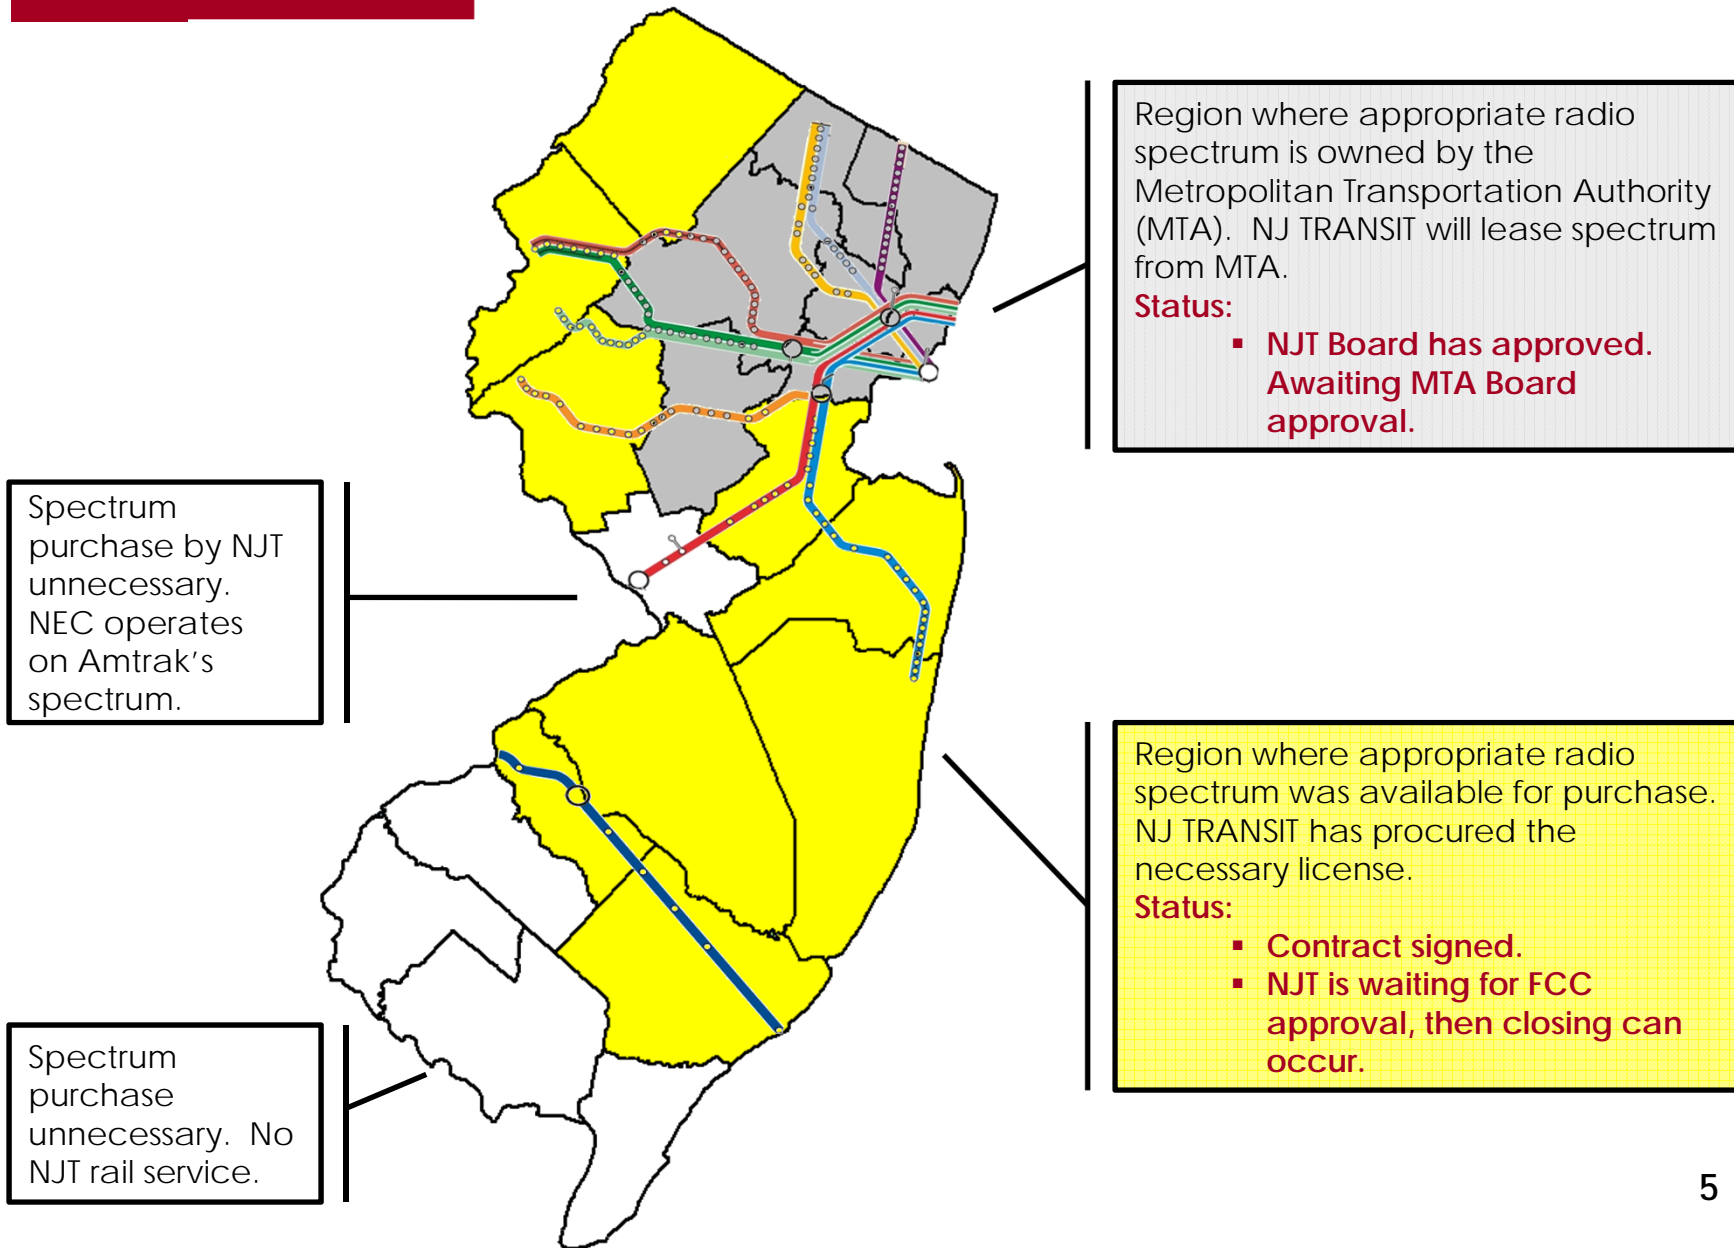 Region where appropriate radio
spectrum is owned by the
Metropolitan Transportation Authority
(MTA).  NJ TRANSIT will lease spectrum
from MTA.
Status:
▪ NJT Board has approved.
Awaiting MTA Board
approval.
Spectrum
purchase by NJT
unnecessary.
NEC operates
on Amtrak’s
spectrum.
Region where appropriate radio
spectrum was available for purchase.
NJ TRANSIT has procured the
necessary license.
Status:
▪ Contract signed.
▪ NJT is waiting for FCC
approval, then closing can
occur.
Spectrum
purchase
unnecessary.  No
NJT rail service.
5